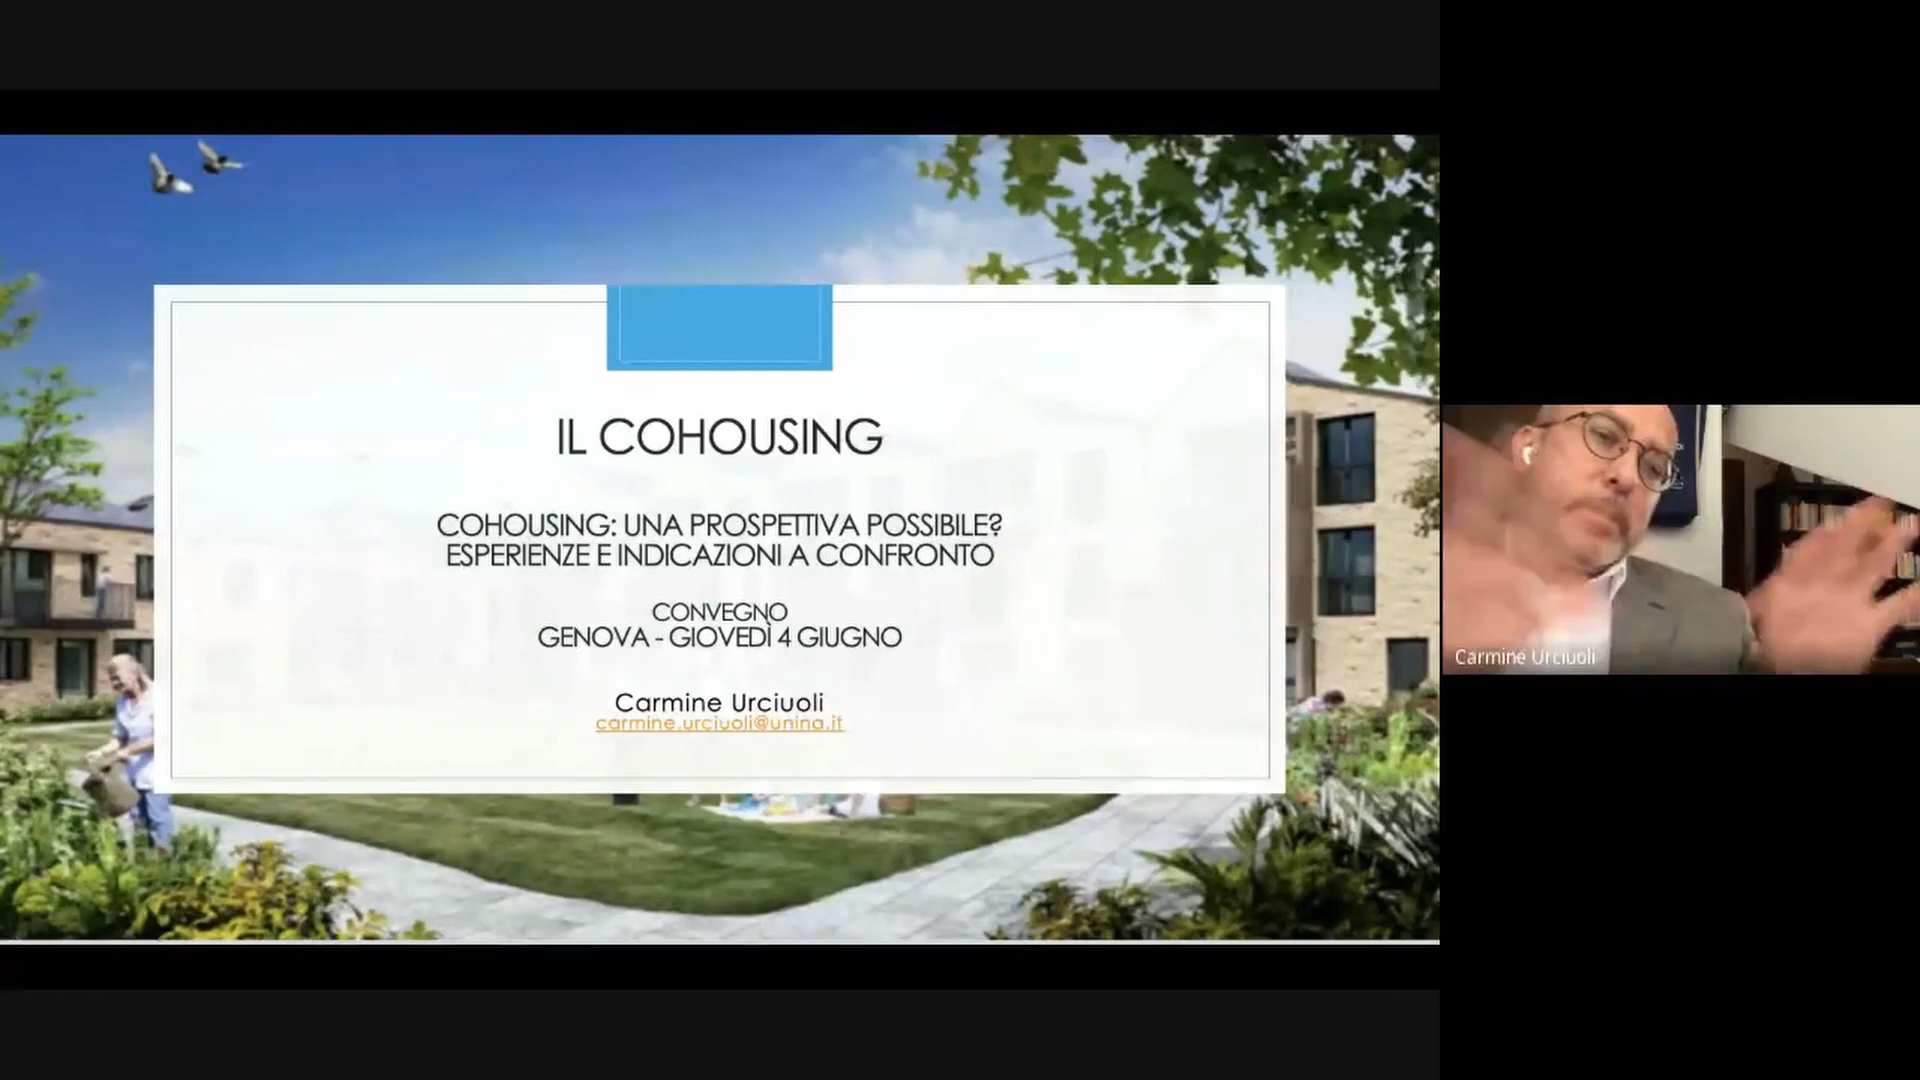 IL COHOUSING
COHOUSING: UNA PROSPETTIVA POSSIBILE?
ESPERIENZE E INDICAZIONI A CONFRONTO
CONVEGNO
GENOVA - GIOVEDÌ 4 GIUGNO
Carmine Urciuoli
carmine.urciuoli@unina.it
Carmine Urciuoli